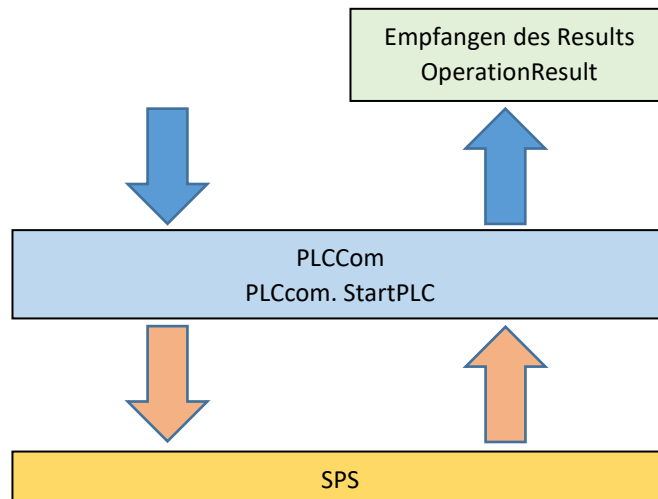 Empfangen des Results
OperationResult
PLCCom
PLCcom. StartPLC
SPS